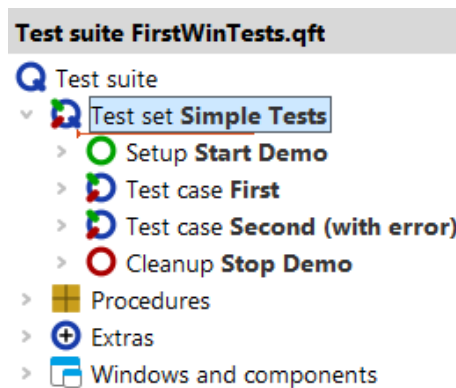 Test suite FirstWinTests.qft
Test suite
Test set Simple Tests
Setup Start Demo
Test case First
Test case Second (with error)
Cleanup Stop Demo
Procedures
Extras
Windows and components